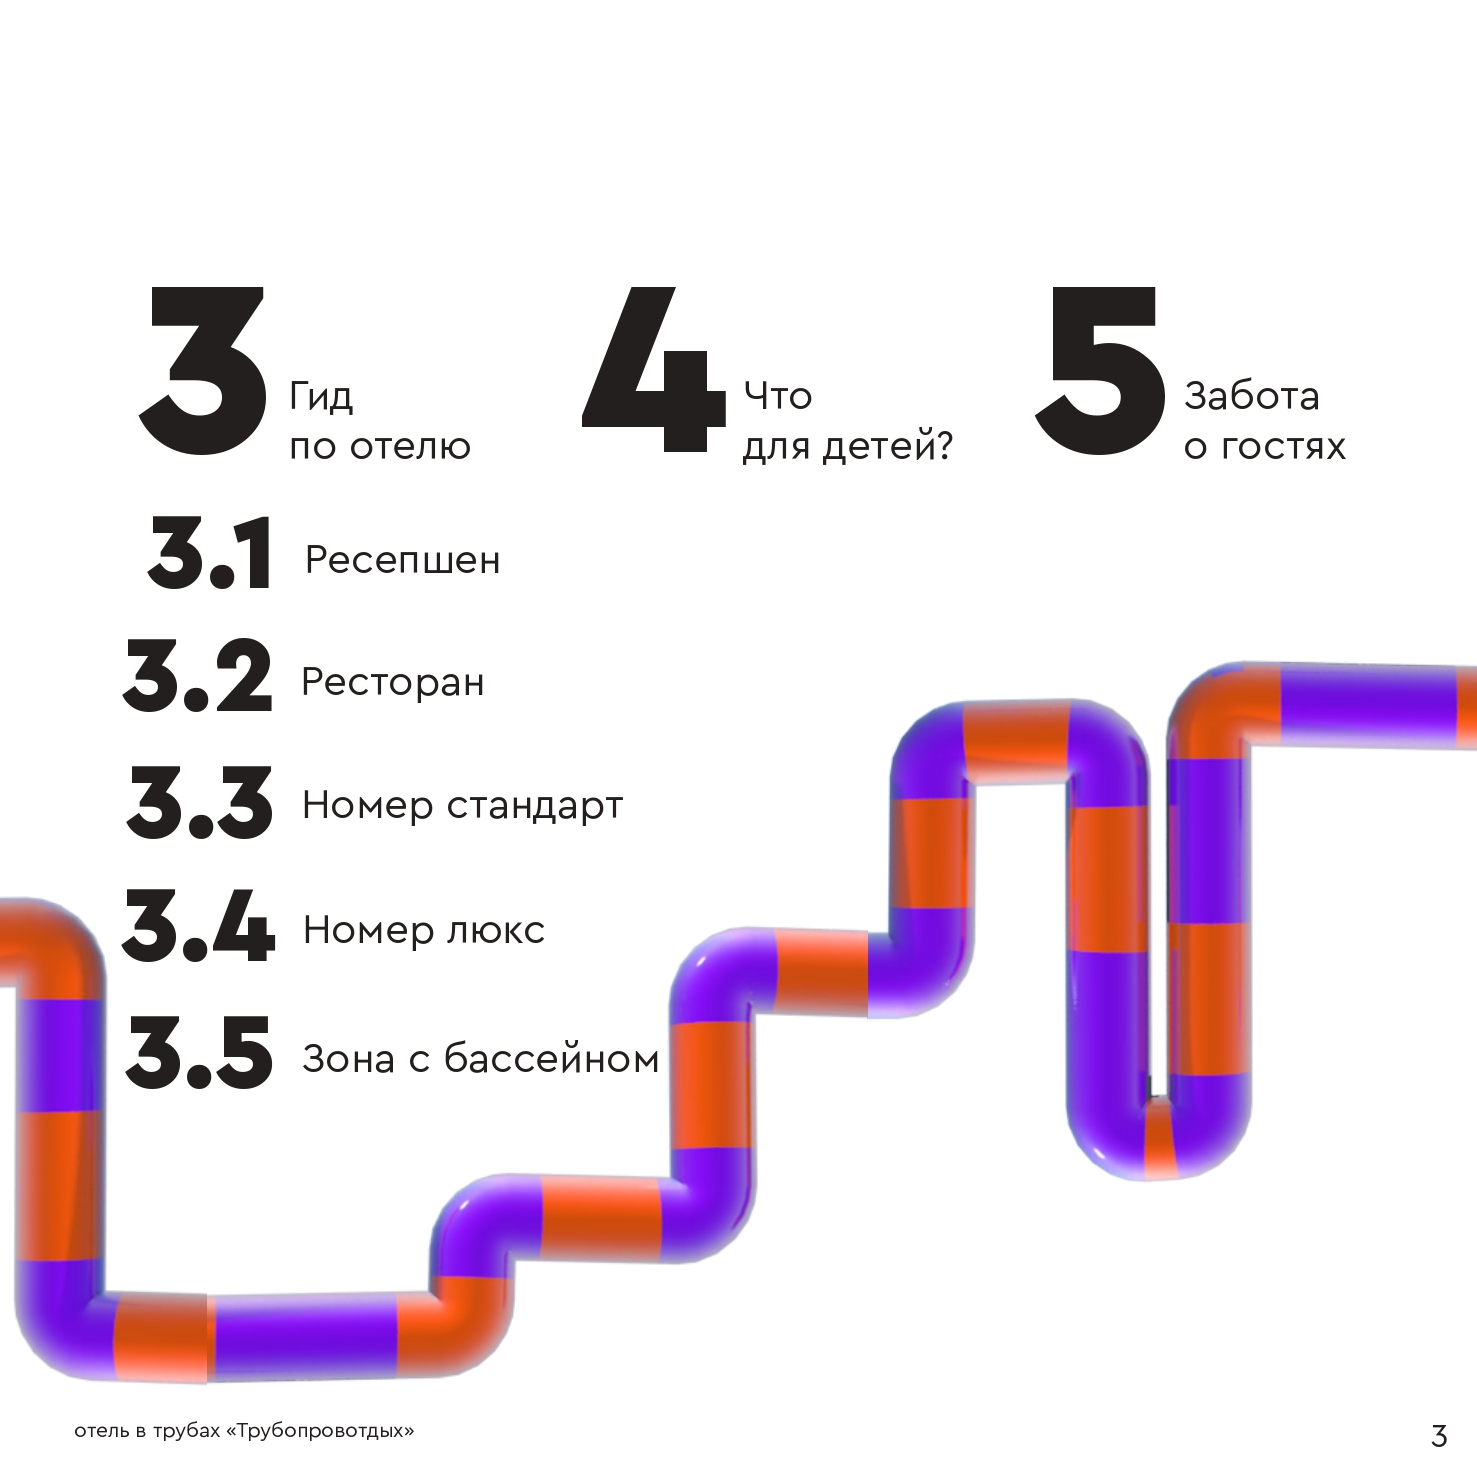 3 Гид
по отелю
4 Что
для детей?
5 Забота
о гостях
3.1 Ресепшен
3.2 Ресторан
3.3 Номер стандарт
3.4 Номер люкс
3.5 Зона с бассейном
отель в трубах «Трубопровотдых»
3